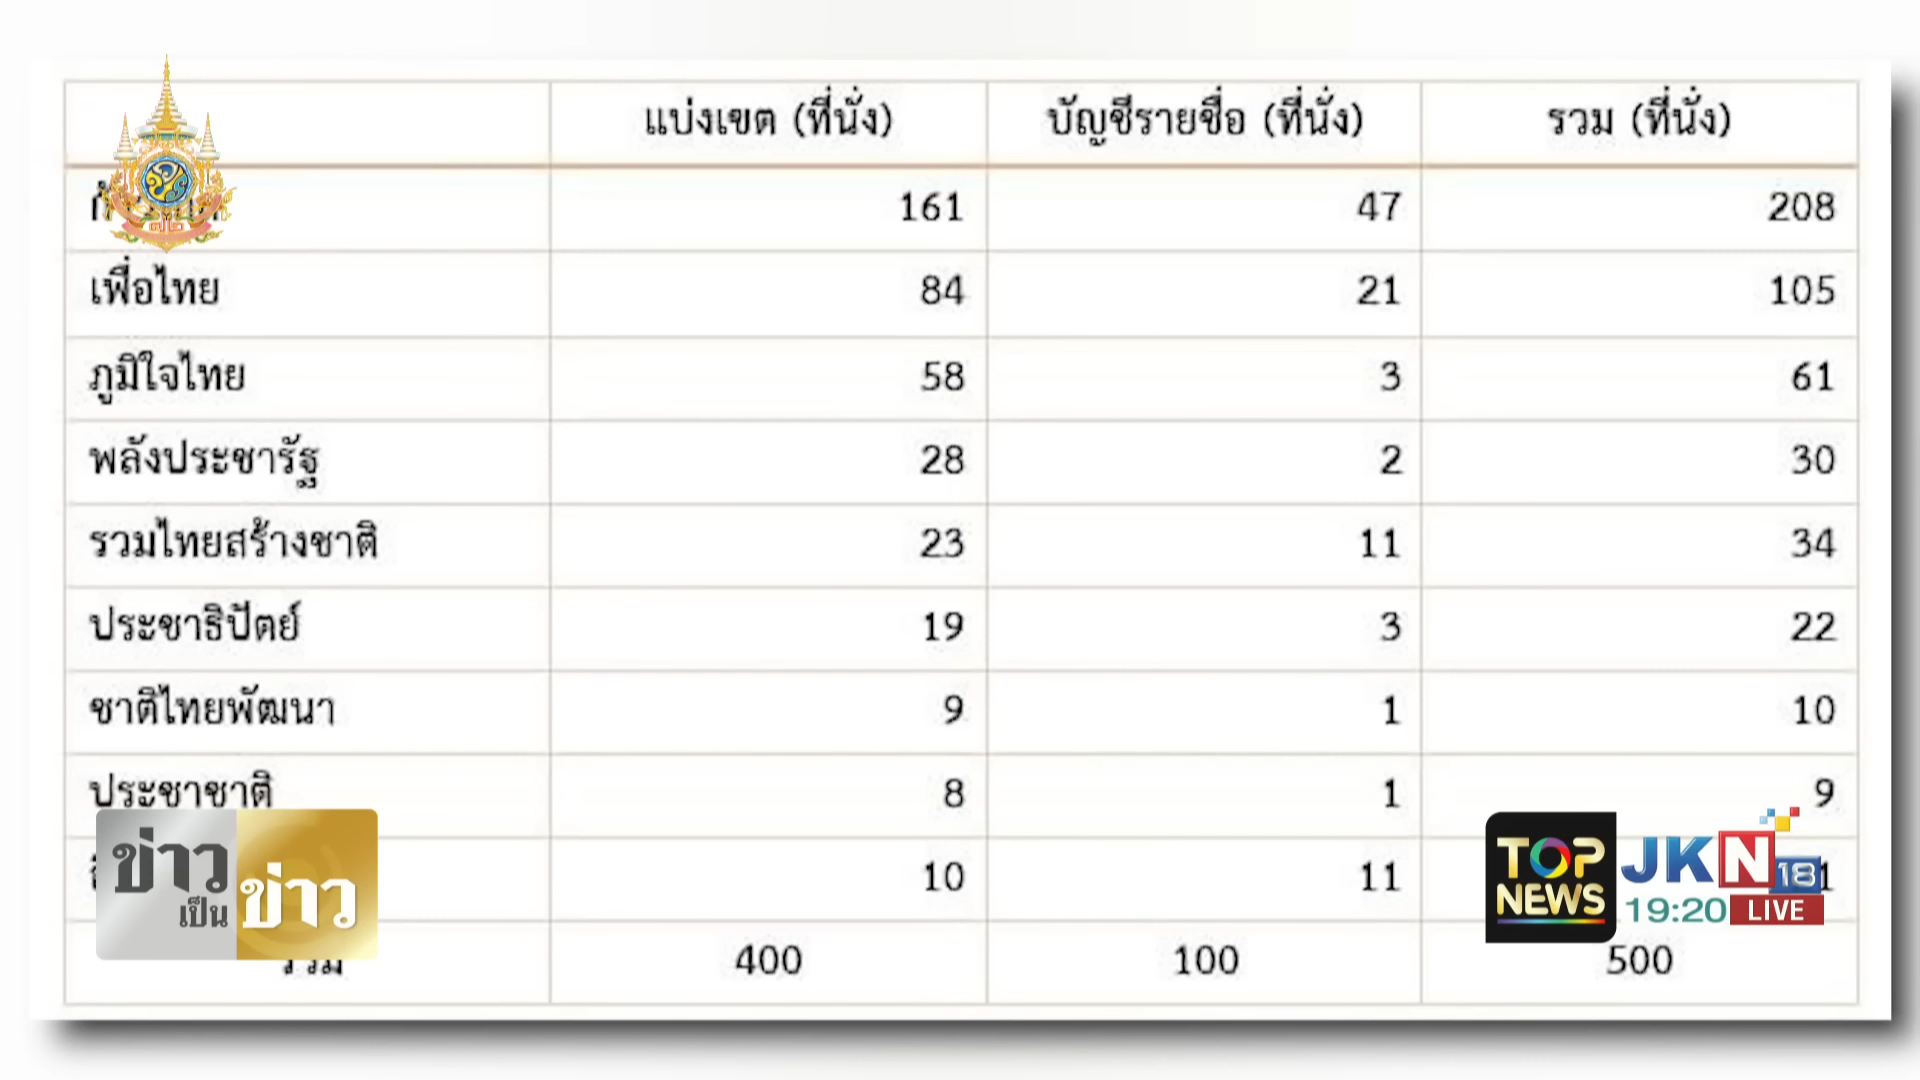 แบ่งเขต (ที่นั่ง) บัญชีรายชื่อ (ที่นั่ง) รวม (ที่นั่ง)
161 47 208
เพื่อไทย 84 21 105
ภูมิใจไทย 58 3 61
พลังประชารัฐ 28 2 30
รวมไทยสร้างชาติ 23 11 34
ประชาธิปัตย์ 19 3 22
ชาติไทยพัฒนา 9 1 10
ประชาชาติ 8 1 9
10 11
รวม 400 100 500
ข่าว
เป็น ข่าว
TOP
NEWS
JKN 18
19:20 LIVE
๗๒